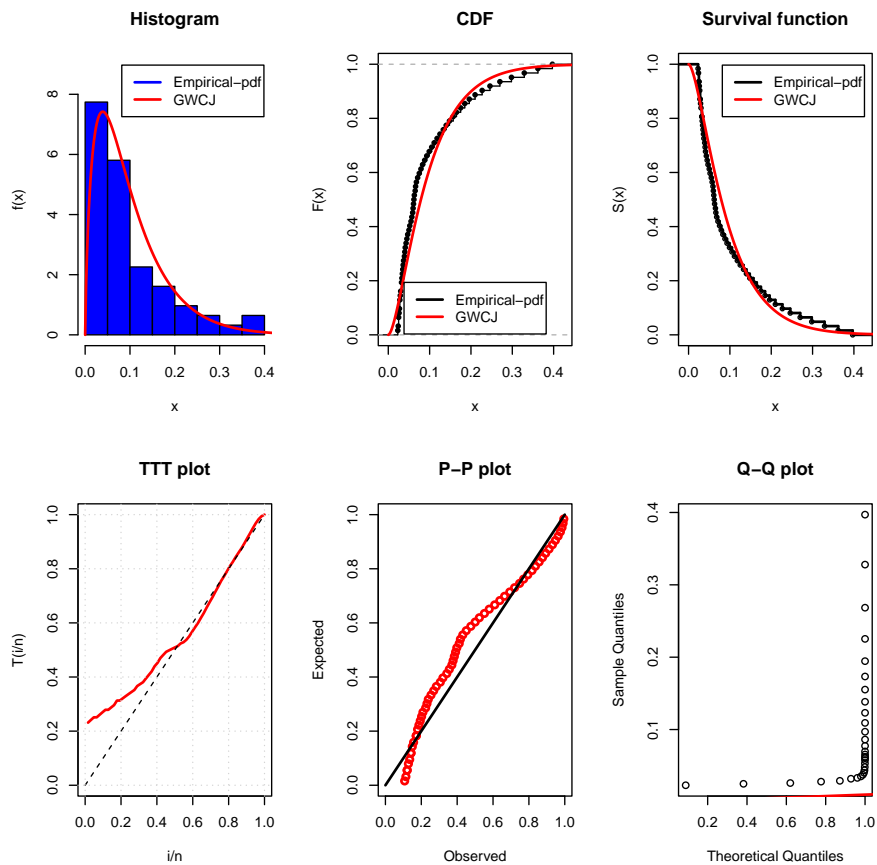 Histogram
Empirical−pdf
GWCJ
f(x)
0 2 4 6 8
0.0 0.1 0.2 0.3 0.4
x
CDF
Empirical−pdf
GWCJ
F(x)
0.0 0.2 0.4 0.6 0.8 1.0
0.0 0.1 0.2 0.3 0.4
x
Survival function
Empirical−pdf
GWCJ
S(x)
0.0 0.2 0.4 0.6 0.8 1.0
0.0 0.1 0.2 0.3 0.4
x
TTT plot
T(i/n)
0.0 0.2 0.4 0.6 0.8 1.0
0.0 0.2 0.4 0.6 0.8 1.0
i/n
P−P plot
Expected
0.0 0.2 0.4 0.6 0.8 1.0
0.0 0.2 0.4 0.6 0.8 1.0
Observed
Q−Q plot
Sample Quantiles
0.1 0.2 0.3 0.4
0.2 0.4 0.6 0.8 1.0
Theoretical Quantiles